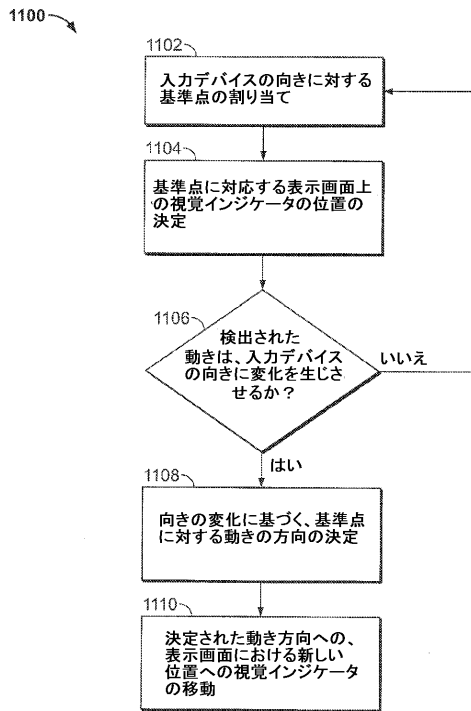 1100
1102
入力デバイスの向きに対する
基準点の割り当て
1104
基準点に対応する表示画面上
の視覚インジケータの位置の
決定
1106
検出された
動きは、入力デバイス
の向きに変化を生じさ
せるか?
いいえ
はい
1108
向きの変化に基づく、基準点
に対する動きの方向の決定
1110
決定された動き方向への、
表示画面における新しい
位置への視覚インジケータ
の移動